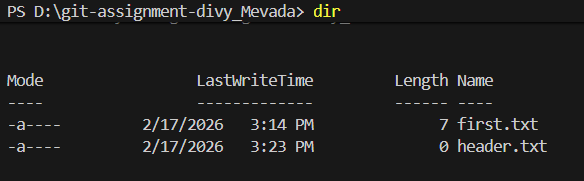 PS D:\git-assignment-divy_Mevada> dir
Mode                 LastWriteTime         Length Name
----                 -------------         ------ ----
-a----         2/17/2026   3:14 PM              7 first.txt
-a----         2/17/2026   3:23 PM              0 header.txt